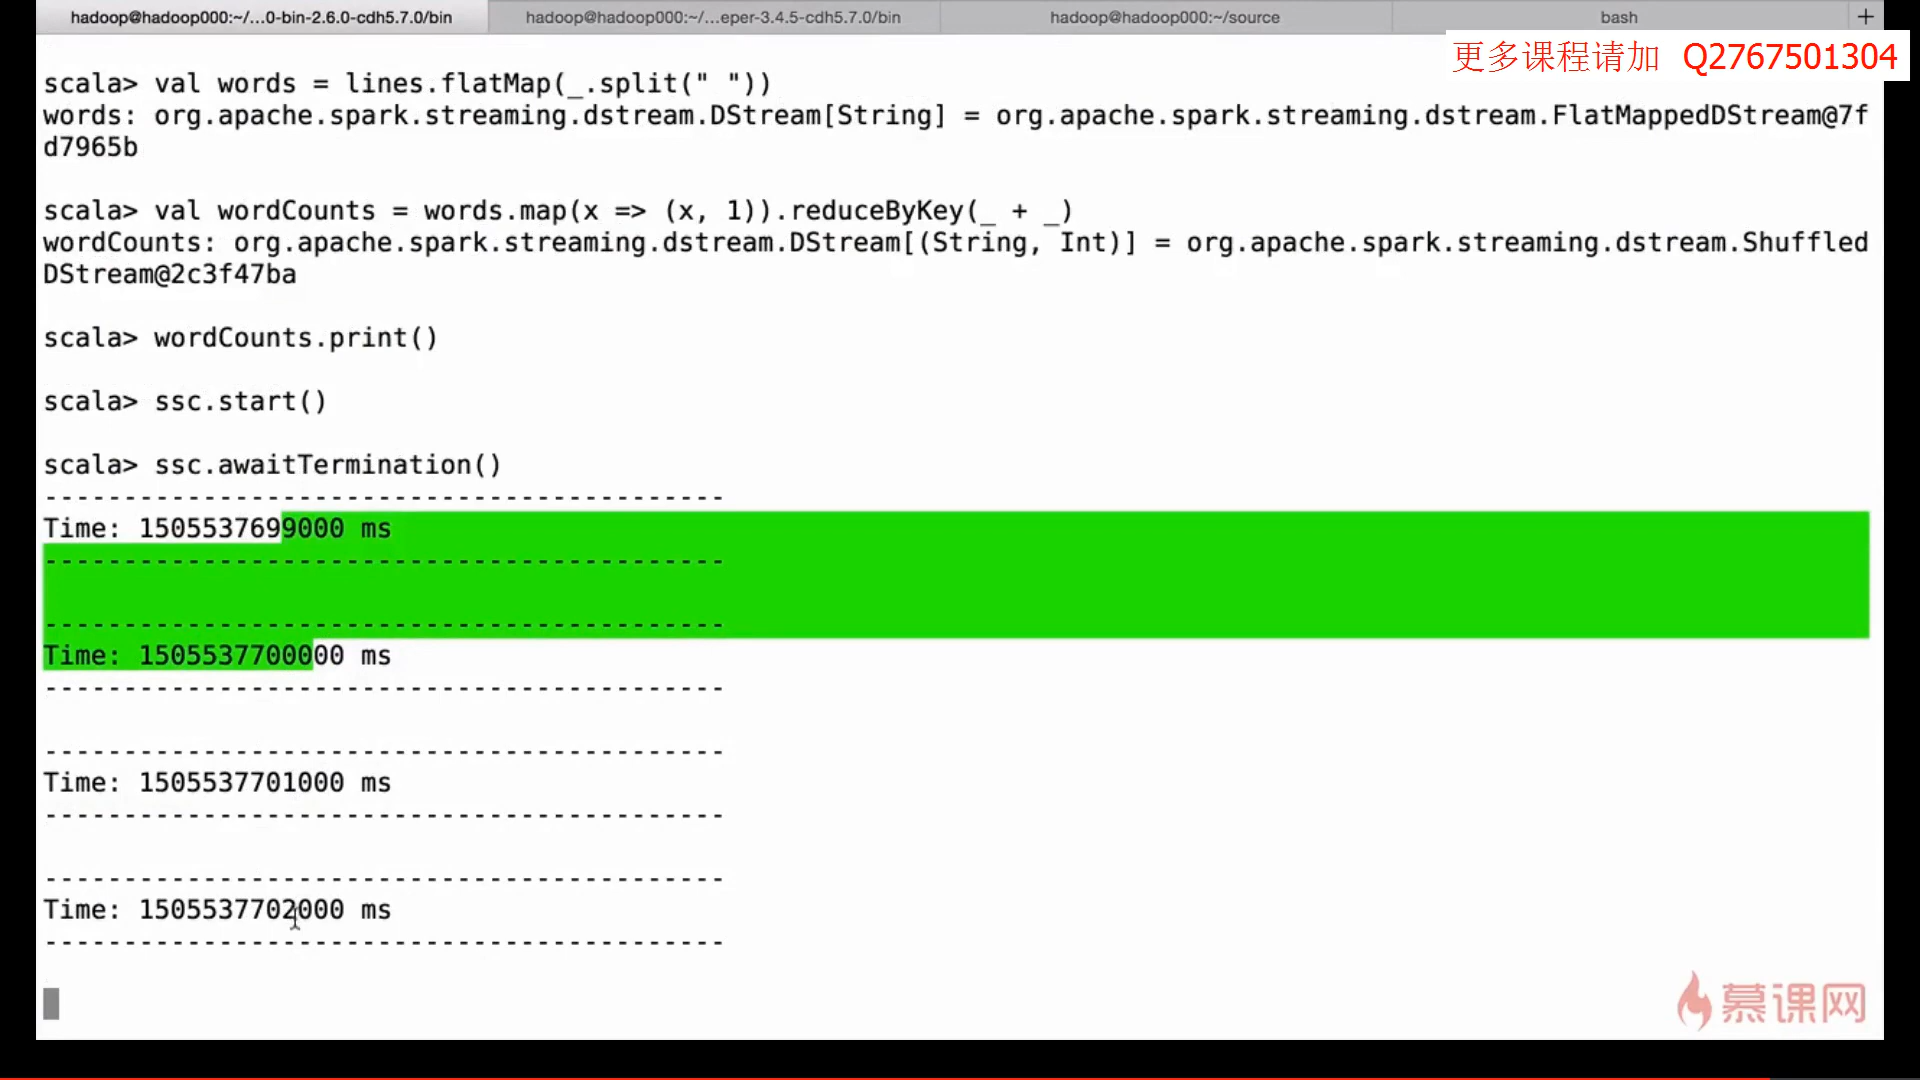 hadoop@hadoop000:~/...0-bin-2.6.0-cdh5.7.0/bin hadoop@hadoop000:~/...eper-3.4.5-cdh5.7.0/bin hadoop@hadoop000:~/source bash +
更多课程请加 Q2767501304
scala> val words = lines.flatMap(_.split(" "))
words: org.apache.spark.streaming.dstream.DStream[String] = org.apache.spark.streaming.dstream.FlatMappedDStream@7f
d7965b
scala> val wordCounts = words.map(x => (x, 1)).reduceByKey(_ + _)
wordCounts: org.apache.spark.streaming.dstream.DStream[(String, Int)] = org.apache.spark.streaming.dstream.Shuffled
DStream@2c3f47ba
scala> wordCounts.print()
scala> ssc.start()
scala> ssc.awaitTermination()
-------------------------------------------
Time: 1505537699000 ms
-------------------------------------------
-------------------------------------------
Time: 1505537700000 ms
-------------------------------------------
-------------------------------------------
Time: 1505537701000 ms
-------------------------------------------
-------------------------------------------
Time: 1505537702000 ms
-------------------------------------------
慕课网